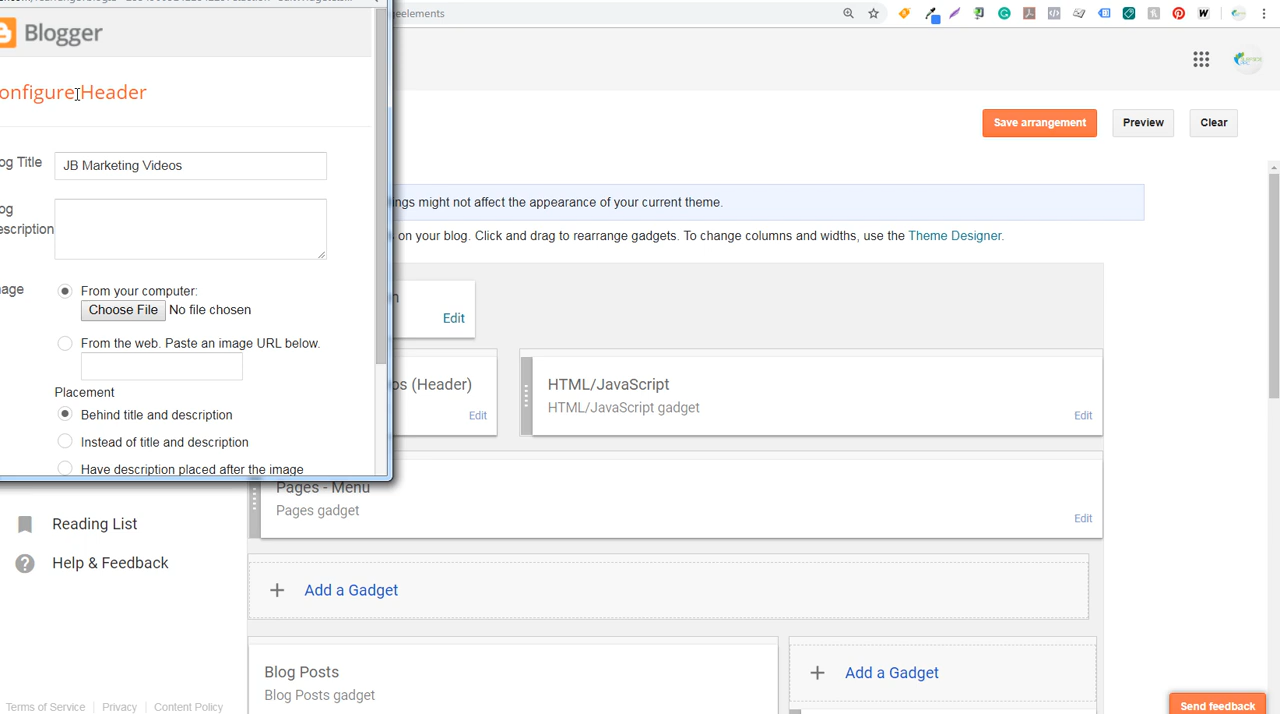 geelements
Blogger
onfigure Header
og Title
JB Marketing Videos
og
escription
age
From your computer:
Choose File No file chosen
From the web. Paste an image URL below.
Placement
Behind title and description
Instead of title and description
Have description placed after the image
Save arrangement
Preview
Clear
ngs might not affect the appearance of your current theme.
on your blog. Click and drag to rearrange gadgets. To change columns and widths, use the Theme Designer.
n
Edit
os (Header)
Edit
HTML/JavaScript
HTML/JavaScript gadget
Edit
Pages - Menu
Pages gadget
Edit
Reading List
Help & Feedback
Add a Gadget
Blog Posts
Blog Posts gadget
Add a Gadget
Terms of Service
Privacy
Content Policy
Send feedback